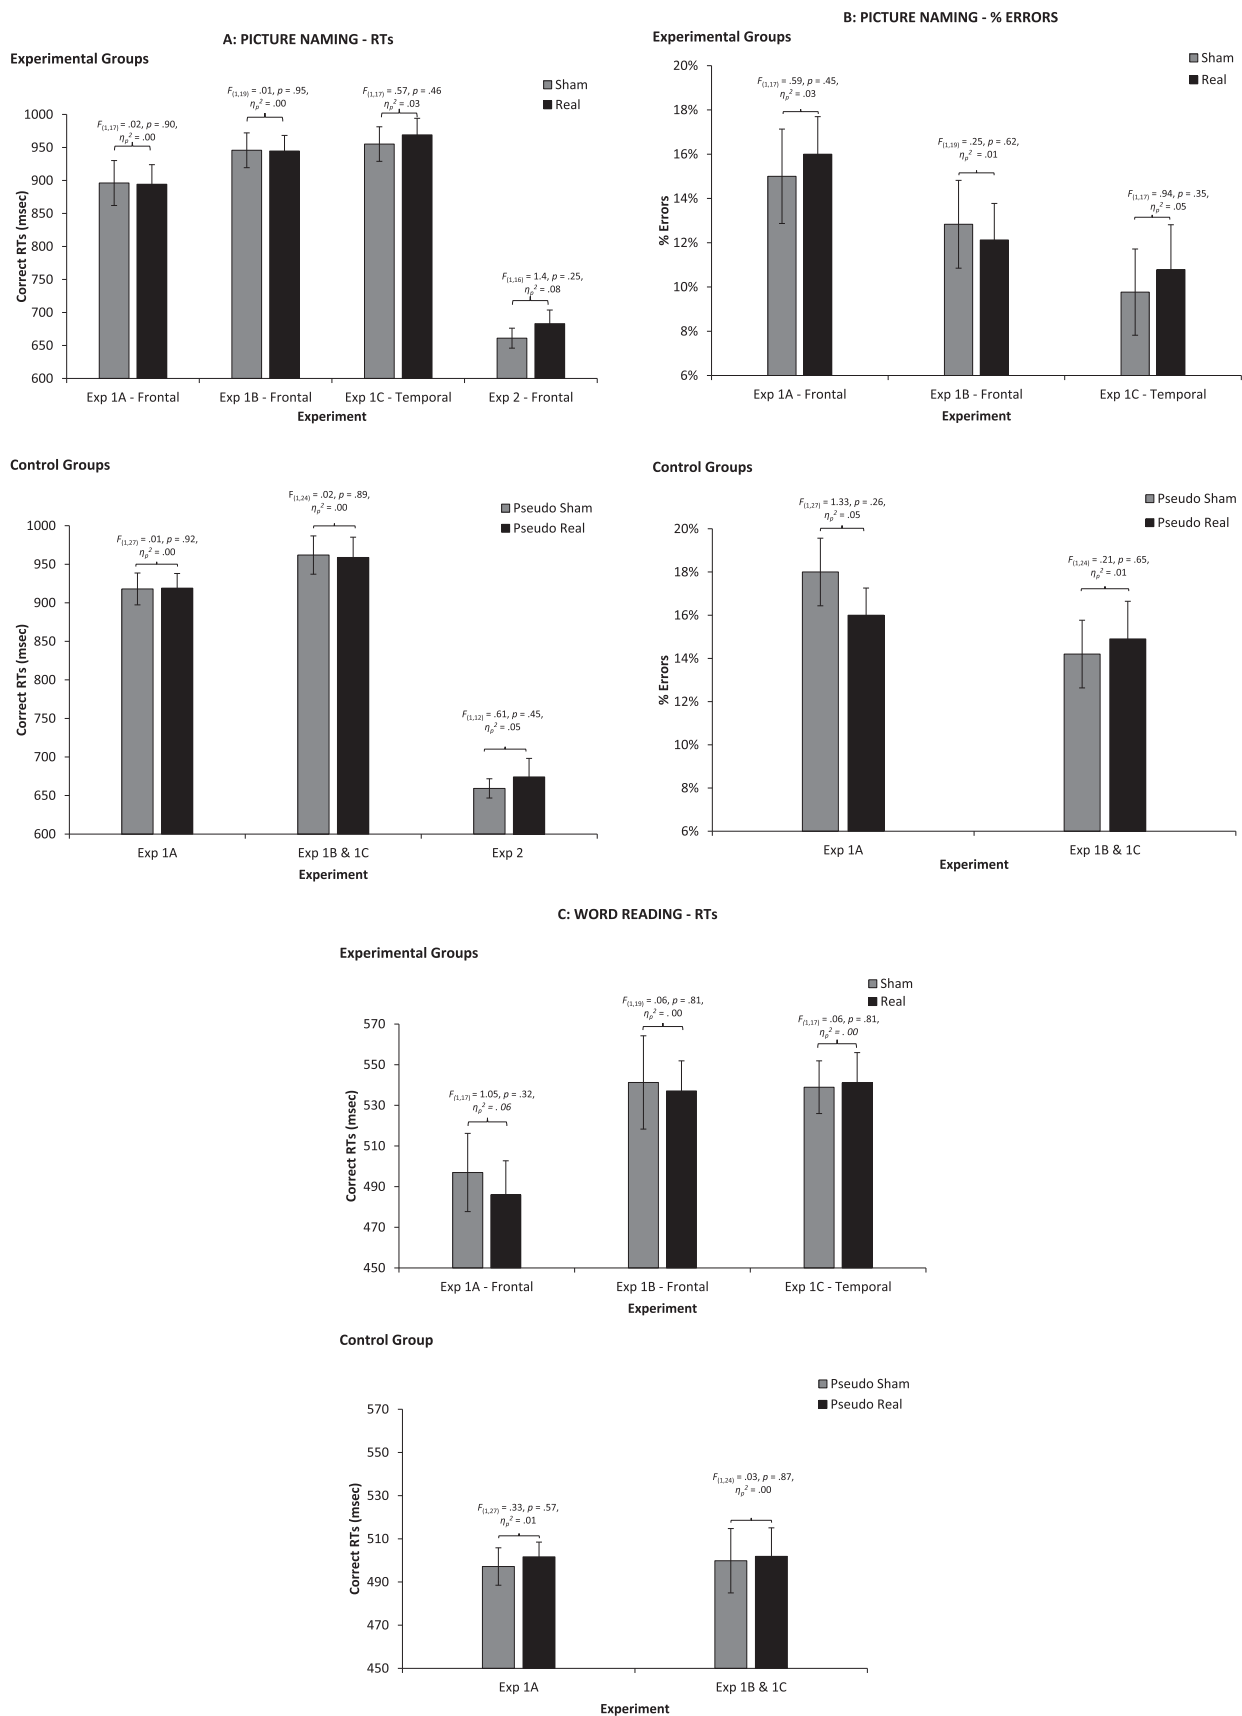 A: PICTURE NAMING - RTs
Experimental Groups
Sham
Real
F(1,17) = .02, p = .90,
ηp² = .00
F(1,19) = .01, p = .95,
ηp² = .00
F(1,17) = .57, p = .46
ηp² = .03
F(1,16) = 1.4, p = .25,
ηp² = .08
Correct RTs (msec)
1000
950
900
850
800
750
700
650
600
Exp 1A - Frontal Exp 1B - Frontal Exp 1C - Temporal Exp 2 - Frontal
Experiment
B: PICTURE NAMING - % ERRORS
Experimental Groups
Sham
Real
F(1,17) = .59, p = .45,
ηp² = .03
F(1,19) = .25, p = .62,
ηp² = .01
F(1,17) = .94, p = .35,
ηp² = .05
% Errors
20%
18%
16%
14%
12%
10%
8%
6%
Exp 1A - Frontal Exp 1B - Frontal Exp 1C - Temporal
Experiment
Control Groups
Pseudo Sham
Pseudo Real
F(1,27) = .01, p = .92,
ηp² = .00
F(1,24) = .02, p = .89,
ηp² = .00
F(1,12) = .61, p = .45,
ηp² = .05
Correct RTs (msec)
1000
950
900
850
800
750
700
650
600
Exp 1A Exp 1B & 1C Exp 2
Experiment
Control Groups
Pseudo Sham
Pseudo Real
F(1,27) = 1.33, p = .26,
ηp² = .05
F(1,24) = .21, p = .65,
ηp² = .01
% Errors
20%
18%
16%
14%
12%
10%
8%
6%
Exp 1A Exp 1B & 1C
Experiment
C: WORD READING - RTs
Experimental Groups
Sham
Real
F(1,17) = 1.05, p = .32,
ηp² = . 06
F(1,19) = .06, p = .81,
ηp² = . 00
F(1,17) = .06, p = .81,
ηp² = . 00
Correct RTs (msec)
570
550
530
510
490
470
450
Exp 1A - Frontal Exp 1B - Frontal Exp 1C - Temporal
Experiment
Control Group
Pseudo Sham
Pseudo Real
F(1,27) = .33, p = .57,
ηp² = .01
F(1,24) = .03, p = .87,
ηp² = .00
Correct RTs (msec)
570
550
530
510
490
470
450
Exp 1A Exp 1B & 1C
Experiment